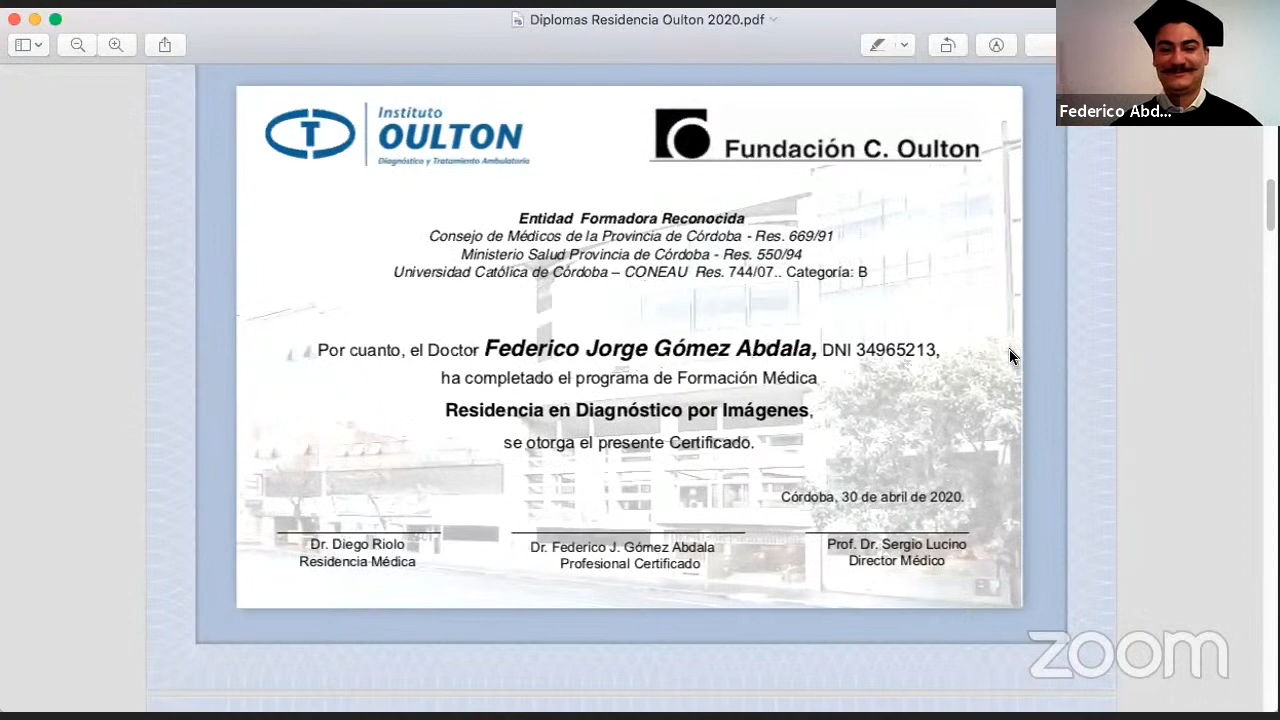 Diplomas Residencia Oulton 2020.pdf
Federico Abd...
Instituto
OULTON
Diagnóstico y Tratamiento Ambulatorio
Fundación C. Oulton
Entidad Formadora Reconocida
Consejo de Médicos de la Provincia de Córdoba - Res. 669/91
Ministerio Salud Provincia de Córdoba - Res. 550/94
Universidad Católica de Córdoba – CONEAU Res. 744/07.. Categoría: B
Por cuanto, el Doctor Federico Jorge Gómez Abdala, DNI 34965213,
ha completado el programa de Formación Médica
Residencia en Diagnóstico por Imágenes,
se otorga el presente Certificado.
Córdoba, 30 de abril de 2020.
Dr. Diego Riolo
Residencia Médica
Dr. Federico J. Gómez Abdala
Profesional Certificado
Prof. Dr. Sergio Lucino
Director Médico
zoom